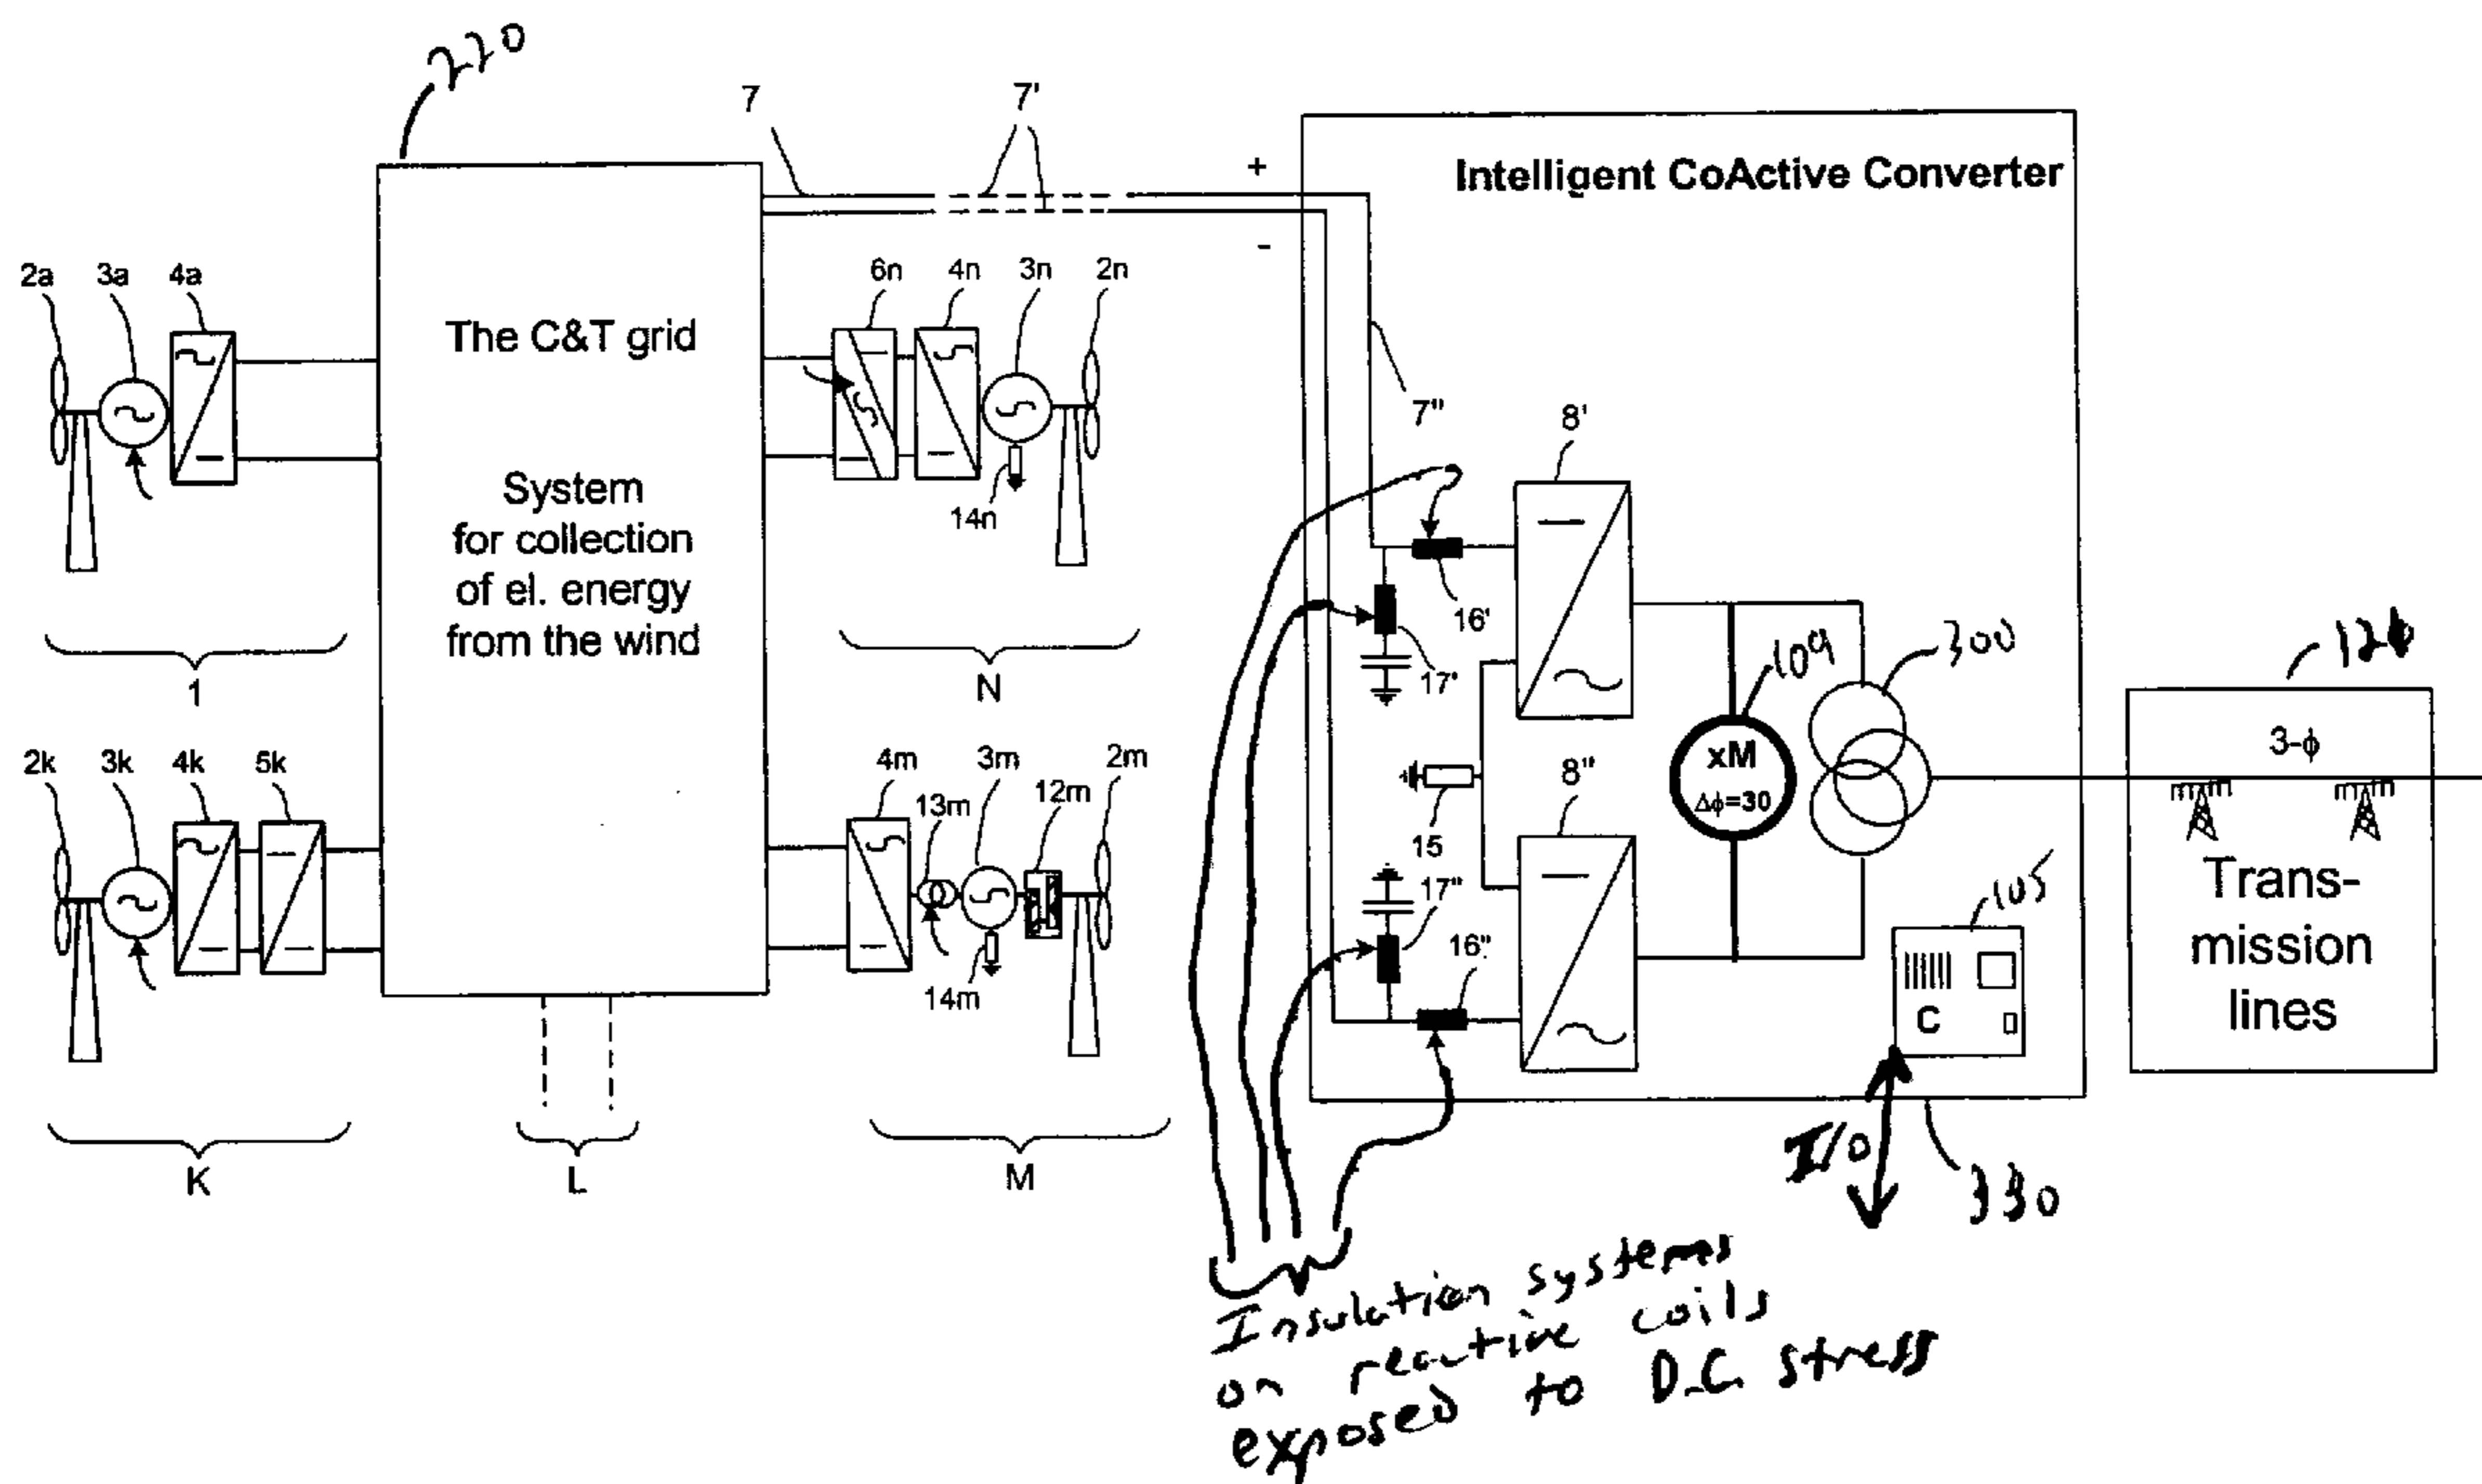 220
7
7'
+
-
Intelligent CoActive Converter
2a
3a
4a
6n
4n
3n
2n
The C&T grid
System
for collection
of el. energy
from the wind
14n
7"
8'
16'
17'
1
N
109
300
3-ϕ
2k
3k
4k
5k
4m
13m
3m
12m
2m
xM
Δϕ=30
15
8"
17"
16"
14m
105
C
Trans-
mission
lines
K
L
M
I/O
330
Insulation systems
on reactive coils
exposed to D.C. stress